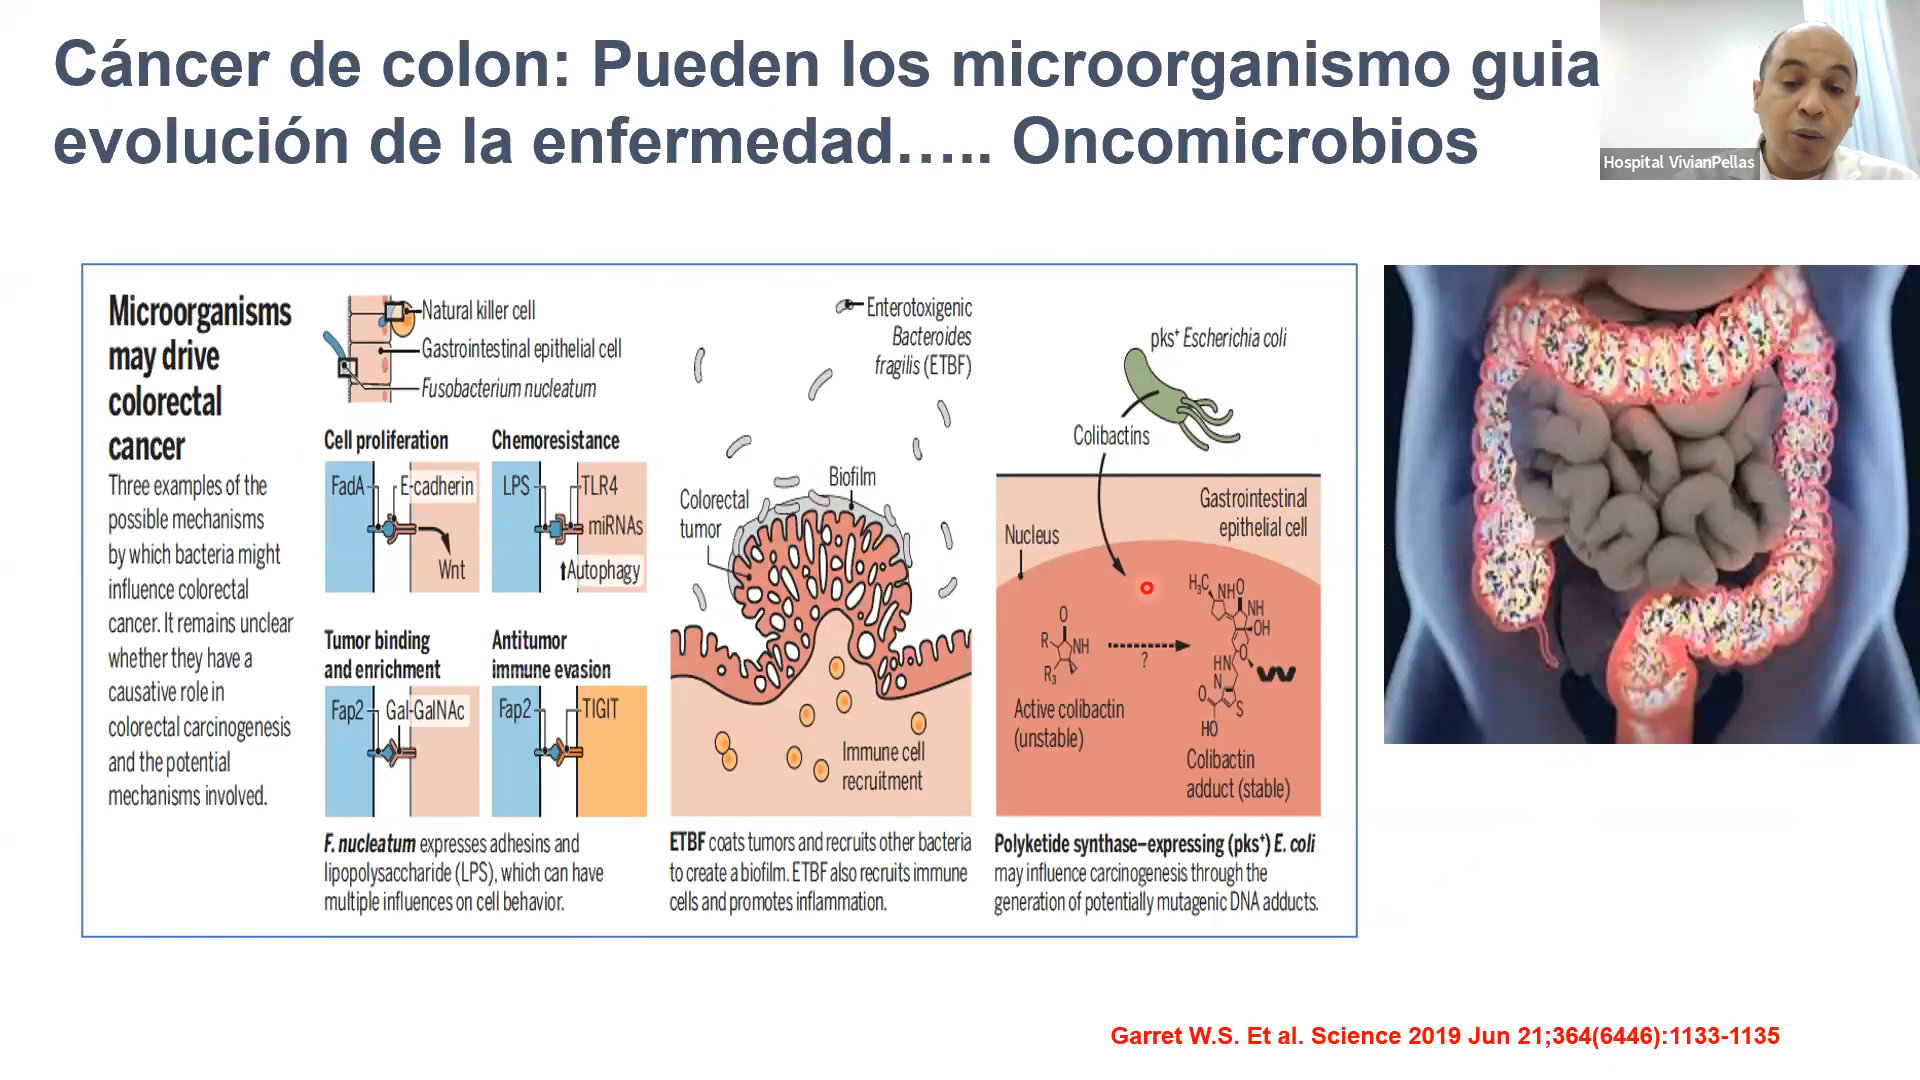 Cáncer de colon: Pueden los microorganismo guia
evolución de la enfermedad….. Oncomicrobios
Hospital VivianPellas
Microorganisms
may drive
colorectal
cancer
Three examples of the
possible mechanisms
by which bacteria might
influence colorectal
cancer. It remains unclear
whether they have a
causative role in
colorectal carcinogenesis
and the potential
mechanisms involved.
Natural killer cell
Gastrointestinal epithelial cell
Fusobacterium nucleatum
Cell proliferation
FadA
E-cadherin
Wnt
Chemoresistance
LPS
TLR4
miRNAs
↑Autophagy
Tumor binding
and enrichment
Fap2
Gal-GalNAc
Antitumor
immune evasion
Fap2
TIGIT
F. nucleatum expresses adhesins and
lipopolysaccharide (LPS), which can have
multiple influences on cell behavior.
Enterotoxigenic
Bacteroides
fragilis (ETBF)
Biofilm
Colorectal
tumor
Immune cell
recruitment
ETBF coats tumors and recruits other bacteria
to create a biofilm. ETBF also recruits immune
cells and promotes inflammation.
pks⁺ Escherichia coli
Colibactins
Gastrointestinal
epithelial cell
Nucleus
O
R
NH
R₃
?
Active colibactin
(unstable)
H₃C
NH
O
NH
OH
O
HN
N
O
S
HO
Colibactin
adduct (stable)
Polyketide synthase–expressing (pks⁺) E. coli
may influence carcinogenesis through the
generation of potentially mutagenic DNA adducts.
Garret W.S. Et al. Science 2019 Jun 21;364(6446):1133-1135